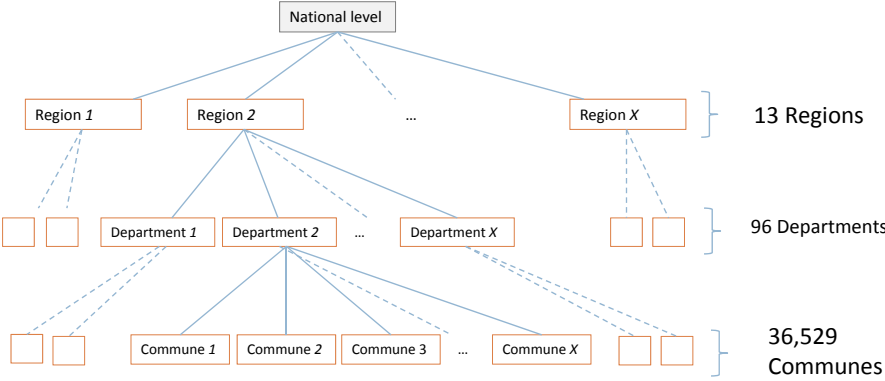 National level
Region 1
Region 2
...
Region X
13 Regions
Department 1
Department 2
...
Department X
96 Departments
Commune 1
Commune 2
Commune 3
...
Commune X
36,529
Communes